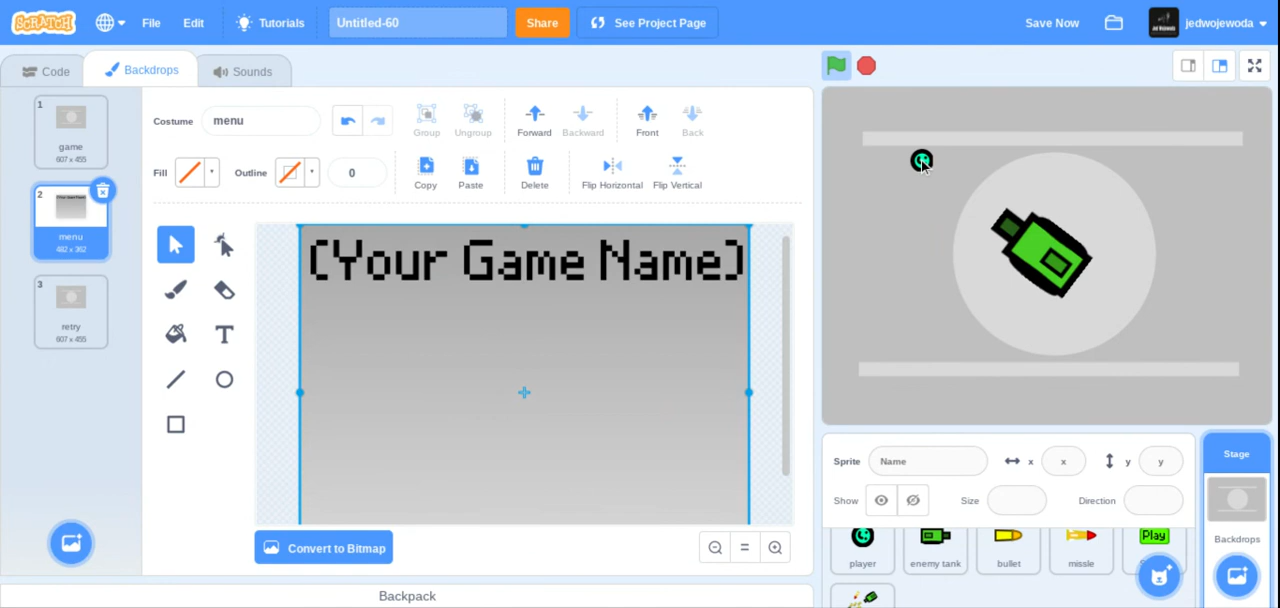 SCRATCH File Edit Tutorials Untitled-60 Share See Project Page Save Now jedwojewoda
Code Backdrops Sounds
1
game
607 x 455
2
menu
482 x 362
3
retry
607 x 455
Costume menu Group Ungroup Forward Backward Front Back
Fill Outline 0 Copy Paste Delete Flip Horizontal Flip Vertical
(Your Game Name)
Convert to Bitmap
Backpack
Sprite Name x x y y
Show Size Direction
player enemy tank bullet missle Play
Stage
Backdrops